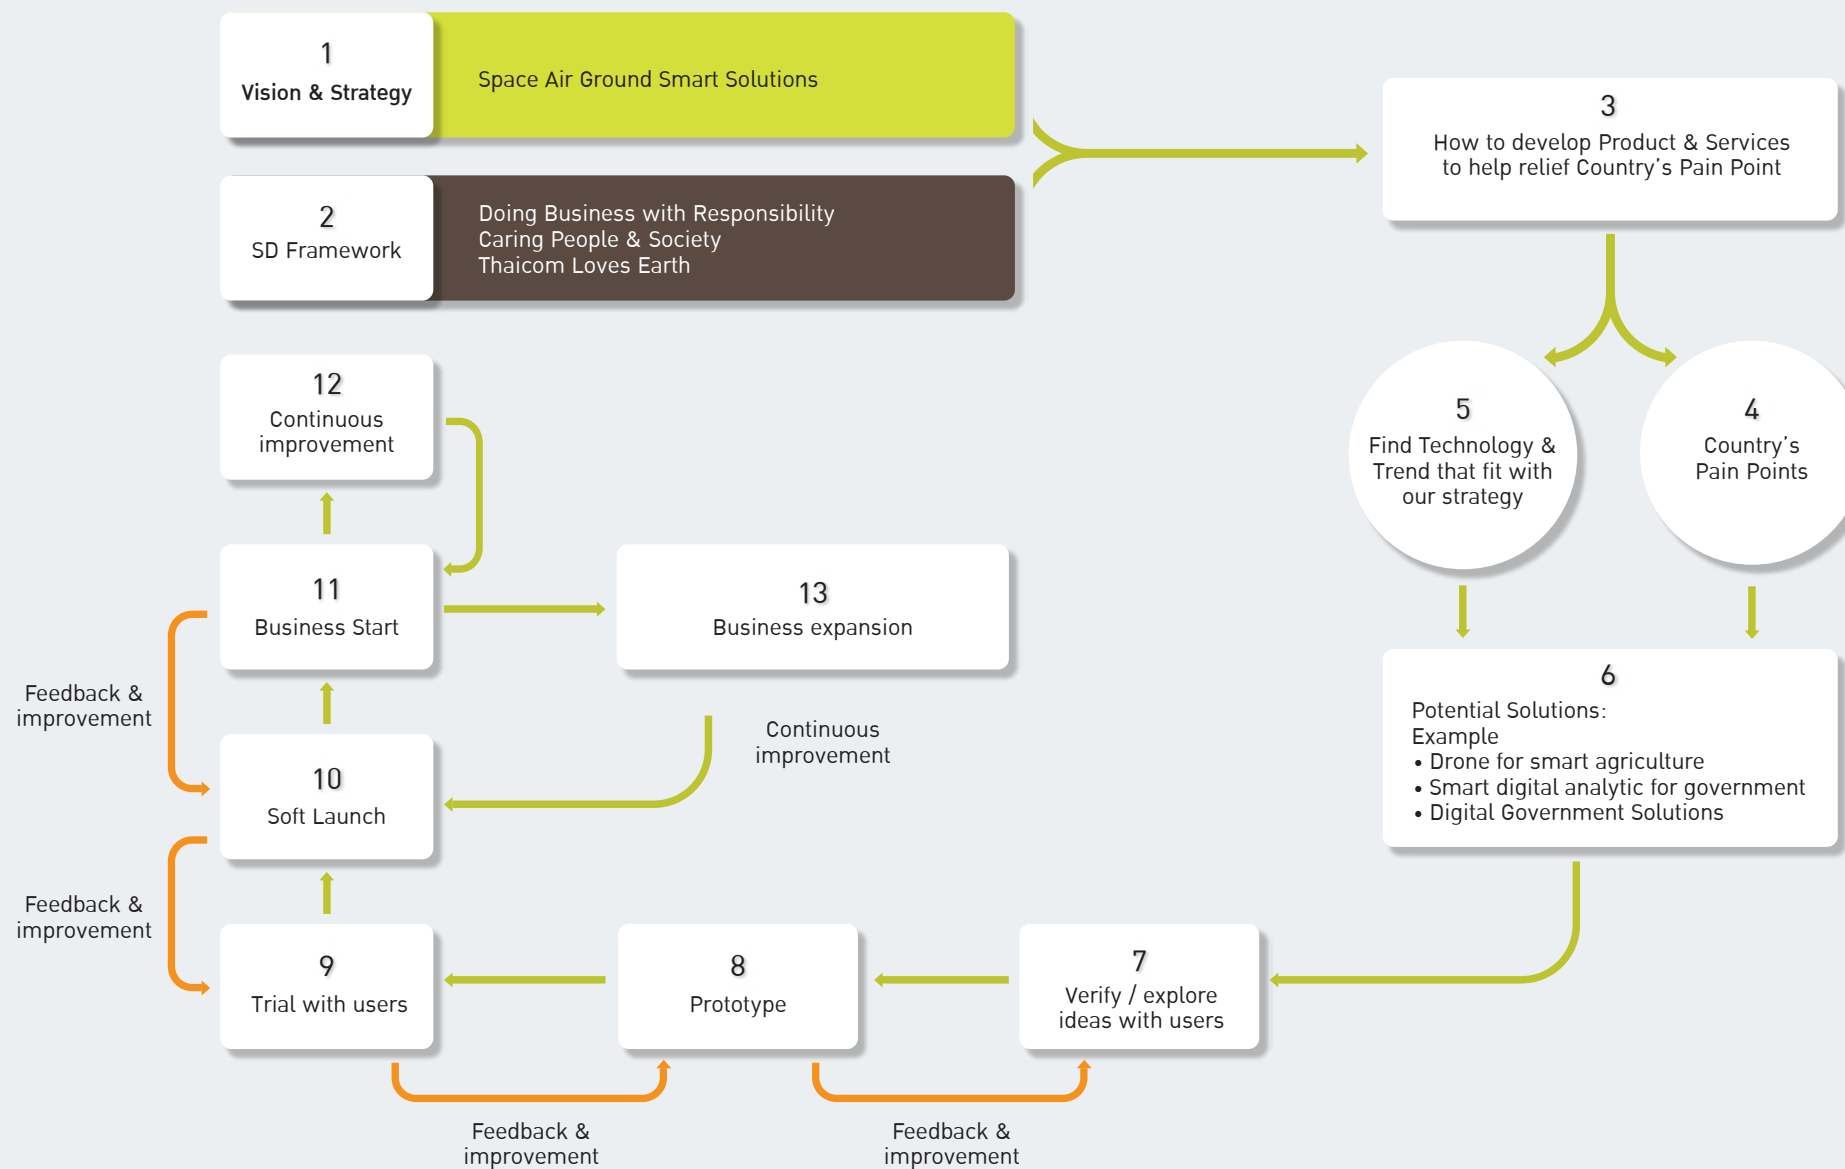 1
Vision & Strategy
Space Air Ground Smart Solutions
2
SD Framework
Doing Business with Responsibility
Caring People & Society
Thaicom Loves Earth
3
How to develop Product & Services
to help relief Country's Pain Point
5
Find Technology &
Trend that fit with
our strategy
4
Country's
Pain Points
6
Potential Solutions:
Example
• Drone for smart agriculture
• Smart digital analytic for government
• Digital Government Solutions
7
Verify / explore
ideas with users
Feedback &
improvement
8
Prototype
Feedback &
improvement
9
Trial with users
Feedback &
improvement
10
Soft Launch
Feedback &
improvement
11
Business Start
12
Continuous
improvement
13
Business expansion
Continuous
improvement